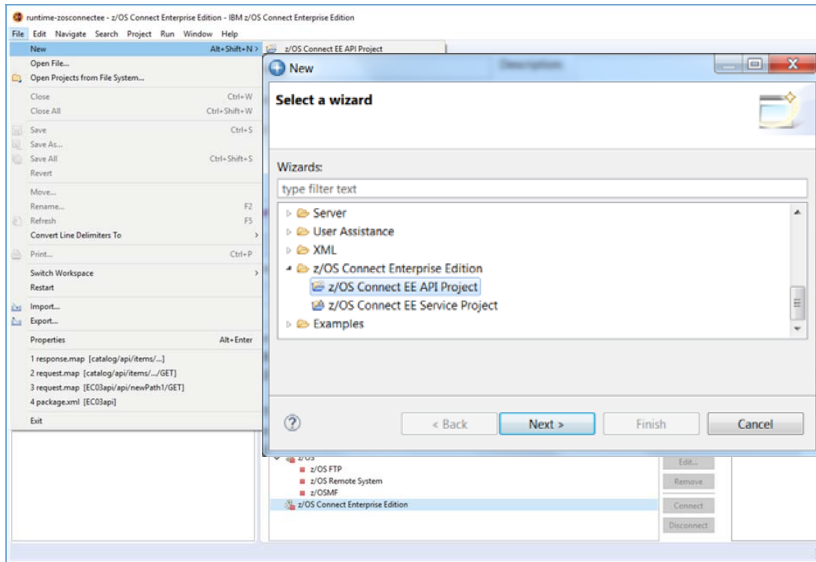 runtime-zosconnectee - z/OS Connect Enterprise Edition - IBM z/OS Connect Enterprise Edition
File Edit Navigate Search Project Run Window Help
New Alt+Shift+N >
Open File...
Open Projects from File System...
Close Ctrl+W
Close All Ctrl+Shift+W
Save Ctrl+S
Save As...
Save All Ctrl+Shift+S
Revert
Move...
Rename... F2
Refresh F5
Convert Line Delimiters To >
Print... Ctrl+P
Switch Workspace >
Restart
Import...
Export...
Properties Alt+Enter
1 response.map [catalog/api/items/...]
2 request.map [catalog/api/items/.../GET]
3 request.map [EC03api/api/newPath1/GET]
4 package.xml [EC03api]
Exit
z/OS Connect EE API Project
New
Description
Select a wizard
Wizards:
type filter text
Server
User Assistance
XML
z/OS Connect Enterprise Edition
z/OS Connect EE API Project
z/OS Connect EE Service Project
Examples
< Back Next > Finish Cancel
z/OS
z/OS FTP
z/OS Remote System
z/OSMF
z/OS Connect Enterprise Edition
Edit...
Remove
Connect
Disconnect